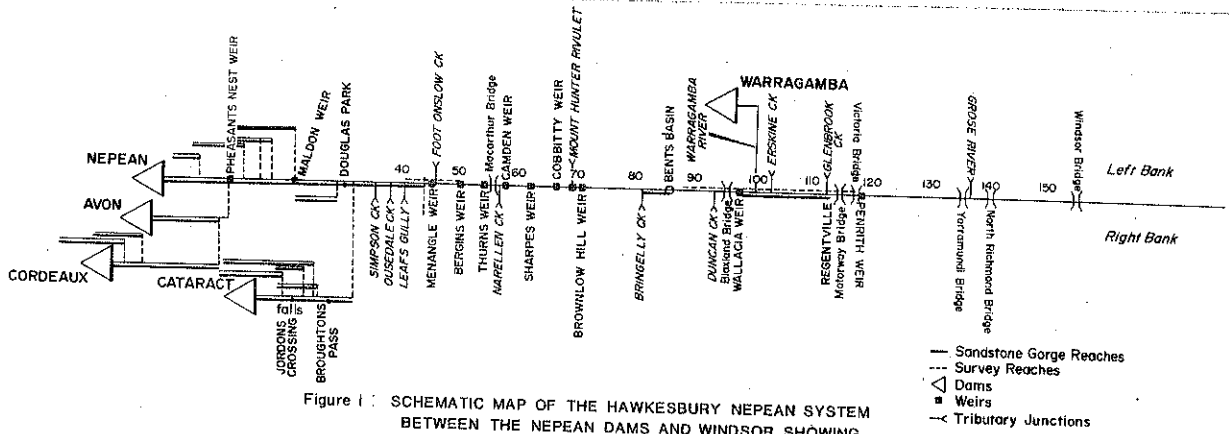 PHEASANTS NEST WEIR
MALDON WEIR
DOUGLAS PARK
FOOT ONSLOW CK
Macarthur Bridge
CAMDEN WEIR
COBBITTY WEIR
MOUNT HUNTER RIVULET
WARRAGAMBA RIVER
WARRAGAMBA
ERSKINE CK
GLENBROOK CK
Victoria Bridge
GROSE RIVER
Windsor Bridge
NEPEAN
40
50
60
70
80
BENTS BASIN
90
100
110
120
130
140
150
Left Bank
Right Bank
AVON
CORDEAUX
CATARACT
falls
JORDONS CROSSING
BROUGHTONS PASS
SIMPSON CK
OUSEDALE CK
LEAFS GULLY
MENANGLE WEIR
BERGINS WEIR
THURNS WEIR
NARELLEN CK
SHARPES WEIR
BROWNLOW HILL WEIR
BRINGELLY CK
DUNCAN CK
Blaxland Bridge
WALLACIA WEIR
REGENTVILLE
Motorway Bridge
PENRITH WEIR
Yarramundi Bridge
North Richmond Bridge
Sandstone Gorge Reaches
Survey Reaches
Dams
Weirs
Tributary Junctions
Figure 1 : SCHEMATIC MAP OF THE HAWKESBURY NEPEAN SYSTEM
BETWEEN THE NEPEAN DAMS AND WINDSOR SHOWING